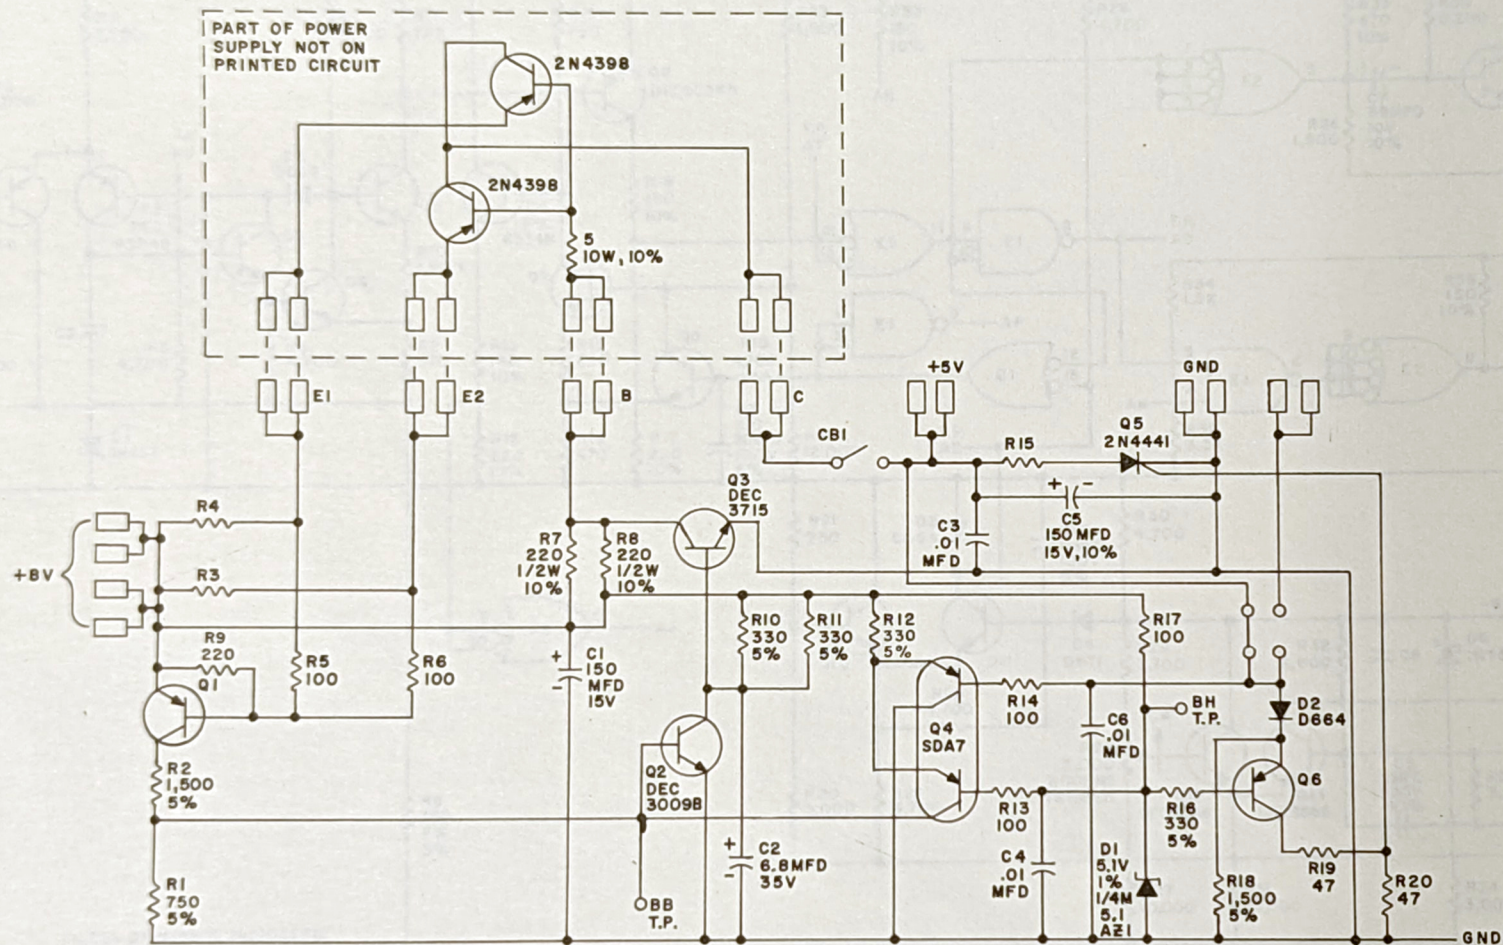 PART OF POWER
SUPPLY NOT ON
PRINTED CIRCUIT
2N4398
2N4398
5
10W, 10%
E1
E2
B
C
+5V
GND
CB1
R15
Q5
2N4441
Q3
DEC
3715
+ -
C5
150 MFD
15V, 10%
C3
.01
MFD
R4
R3
+8V
R7
220
1/2W
10%
R8
220
1/2W
10%
R9
220
Q1
R5
100
R6
100
+
-
C1
150
MFD
15V
R10
330
5%
R11
330
5%
R12
330
5%
R17
100
R14
100
Q4
SDA7
C6
.01
MFD
BH
T.P.
D2
D664
R2
1,500
5%
Q2
DEC
3009B
Q6
R13
100
R16
330
5%
+
-
C2
6.8MFD
35V
C4
.01
MFD
D1
5.1V
1%
1/4M
5.1
AZ1
R19
47
R18
1,500
5%
R20
47
R1
750
5%
BB
T.P.
GND